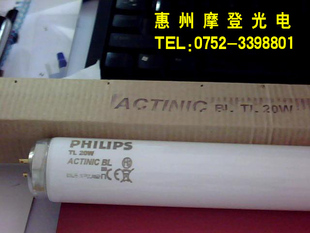 惠州摩登光电
TEL:0752-3398801
ACTINIC BL TL 20W
PHILIPS
TL 20W
ACTINIC BL